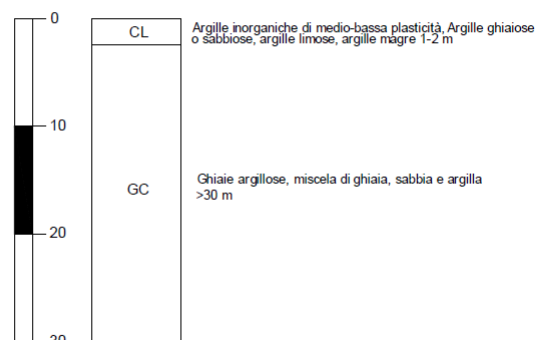 0
CL
Argille inorganiche di medio-bassa plasticità, Argille ghiaiose
o sabbiose, argille limose, argille magre 1-2 m
10
GC
Ghiaie argillose, miscela di ghiaia, sabbia e argilla
>30 m
20